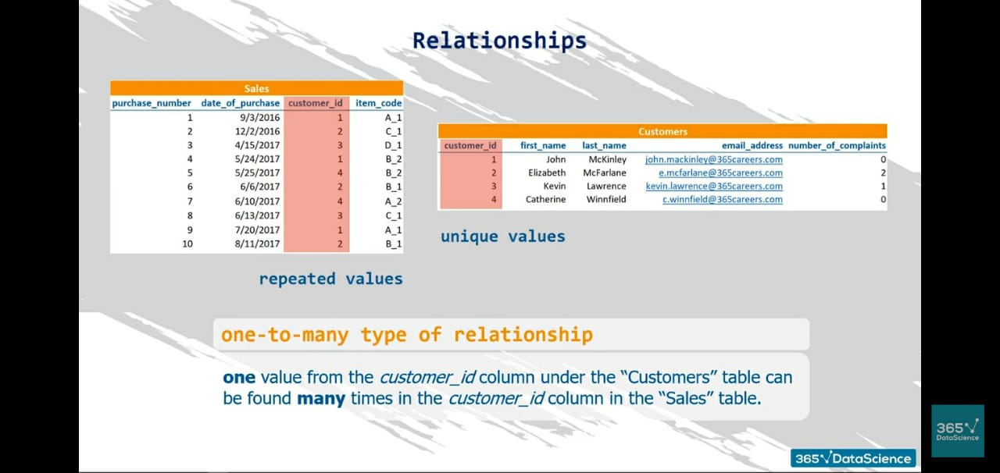 Relationships
Sales
purchase_number date_of_purchase customer_id item_code
1 9/3/2016 1 A_1
2 12/2/2016 2 C_1
3 4/15/2017 3 D_1
4 5/24/2017 1 B_2
5 5/25/2017 4 B_2
6 6/6/2017 2 B_1
7 6/10/2017 4 A_2
8 6/13/2017 3 C_1
9 7/20/2017 1 A_1
10 8/11/2017 2 B_1
repeated values
Customers
customer_id first_name last_name email_address number_of_complaints
1 John McKinley john.mackinley@365careers.com 0
2 Elizabeth McFarlane e.mcfarlane@365careers.com 2
3 Kevin Lawrence kevin.lawrence@365careers.com 1
4 Catherine Winnfield c.winnfield@365careers.com 0
unique values
one-to-many type of relationship
one value from the customer_id column under the “Customers” table can
be found many times in the customer_id column in the “Sales” table.
365
DataScience
365 DataScience